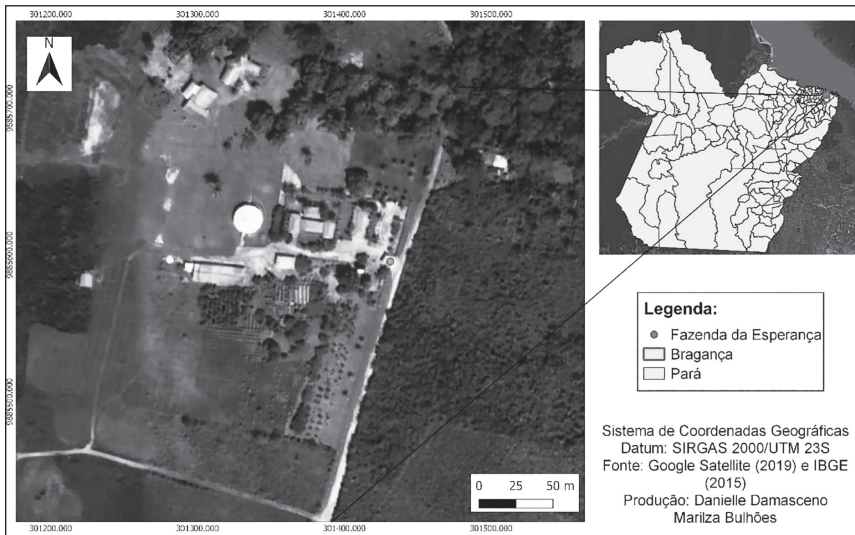 301200.000 301300.000 301400.000 301500.000
N
9885700.000
9885600.000
9885500.000
0 25 50 m
301200.000 301300.000 301400.000 301500.000
Legenda:
Fazenda da Esperança
Bragança
Pará
Sistema de Coordenadas Geográficas
Datum: SIRGAS 2000/UTM 23S
Fonte: Google Satellite (2019) e IBGE
(2015)
Produção: Danielle Damasceno
Marilza Bulhões